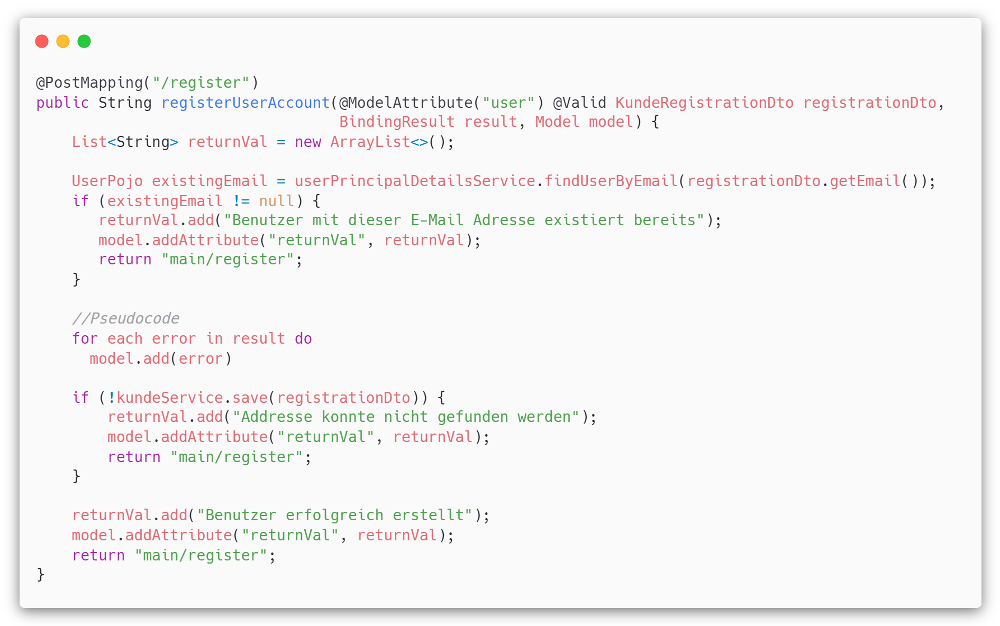 @PostMapping("/register")
public String registerUserAccount(@ModelAttribute("user") @Valid KundeRegistrationDto registrationDto,
                                  BindingResult result, Model model) {
    List<String> returnVal = new ArrayList<>();

    UserPojo existingEmail = userPrincipalDetailsService.findUserByEmail(registrationDto.getEmail());
    if (existingEmail != null) {
       returnVal.add("Benutzer mit dieser E-Mail Adresse existiert bereits");
       model.addAttribute("returnVal", returnVal);
       return "main/register";
    }

    //Pseudocode
    for each error in result do
      model.add(error)

    if (!kundeService.save(registrationDto)) {
        returnVal.add("Addresse konnte nicht gefunden werden");
        model.addAttribute("returnVal", returnVal);
        return "main/register";
    }

    returnVal.add("Benutzer erfolgreich erstellt");
    model.addAttribute("returnVal", returnVal);
    return "main/register";
}